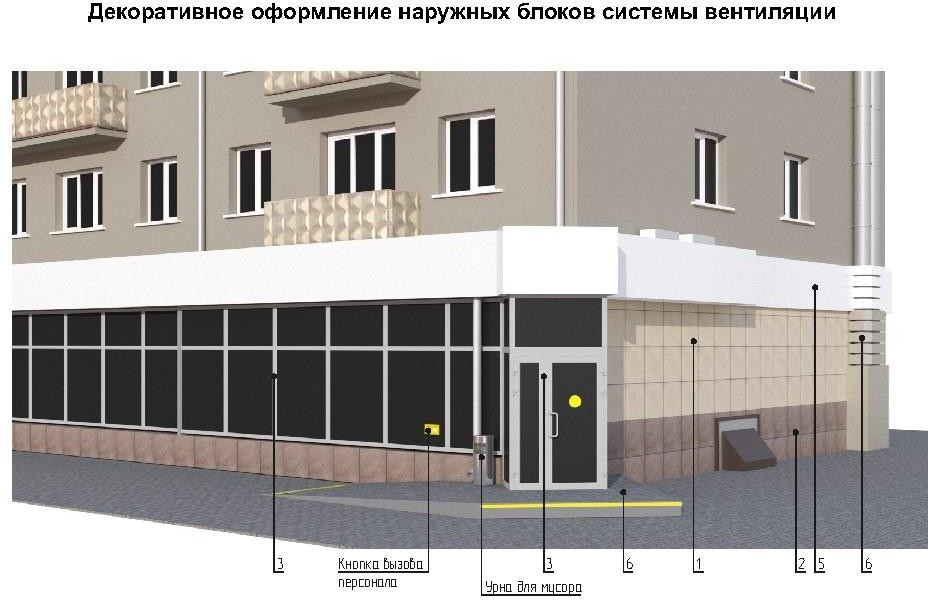 Декоративное оформление наружных блоков системы вентиляции
3
Кнопка вызова
персонала
Урна для мусора
3
6
1
2
5
6